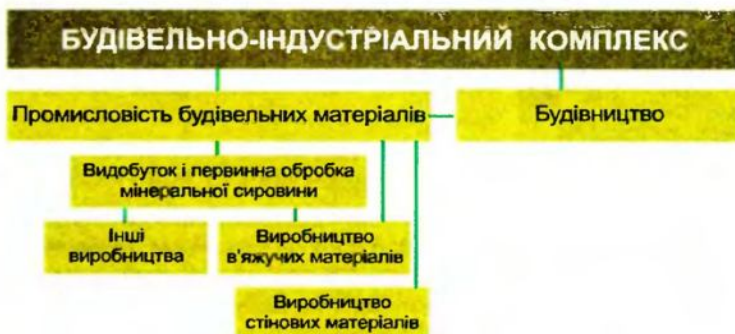 БУДІВЕЛЬНО-ІНДУСТРІАЛЬНИЙ КОМПЛЕКС
Промисловість будівельних матеріалів
Будівництво
Видобуток і первинна обробка
мінеральної сировини
Інші
виробництва
Виробництво
в'яжучих матеріалів
Виробництво
стінових матеріалів